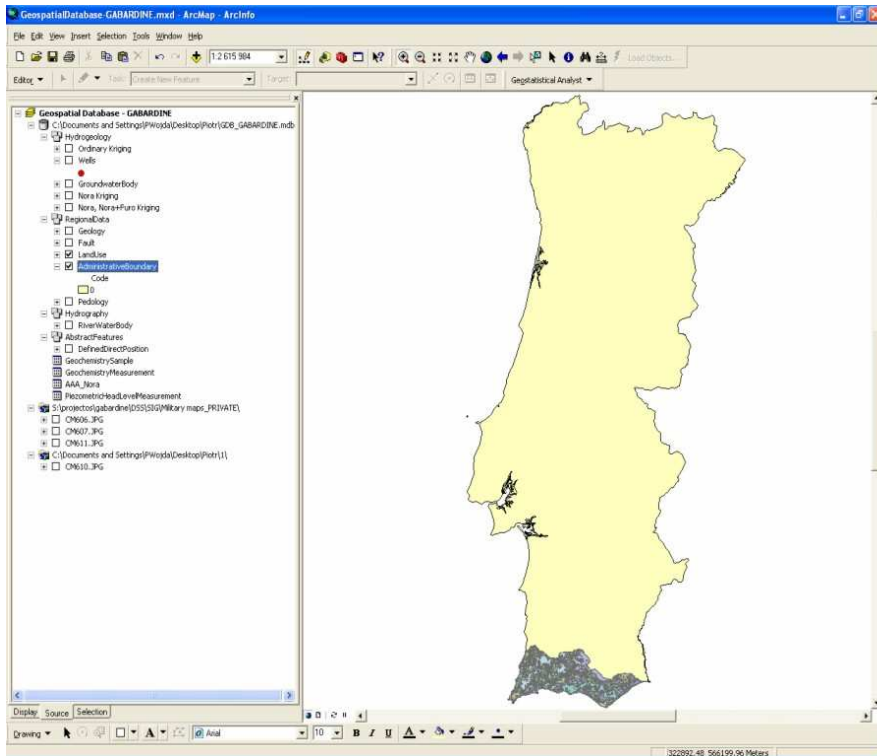 GeospatialDatabase-GABARDINE.mxd - ArcMap - ArcInfo
File Edit View Insert Selection Tools Window Help
1:2 615 984
Load Objects...
Editor Task: Create New Feature Target: Geostatistical Analyst
Geospatial Database - GABARDINE
C:\Documents and Settings\PWojda\Desktop\Piotr\GDB_GABARDINE.mdb
Hydrogeology
Ordinary Kriging
Wells
GroundwaterBody
Nora Kriging
Nora, Nora+Furo Kriging
RegionalData
Geology
Fault
LandUse
AdministrativeBoundary
Code
0
Pedology
Hydrography
RiverWaterBody
AbstractFeatures
DefinedDirectPosition
GeochemistrySample
GeochemistryMeasurement
AAA_Nora
PiezometricHeadLevelMeasurement
S:\projectos\gabardine\DSS\SIG\Military maps_PRIVATE\
CM606.JPG
CM607.JPG
CM611.JPG
C:\Documents and Settings\PWojda\Desktop\Piotr\1\
CM610.JPG
Display Source Selection
Drawing A Arial 10 B I U A
322892.48 566199.96 Meters